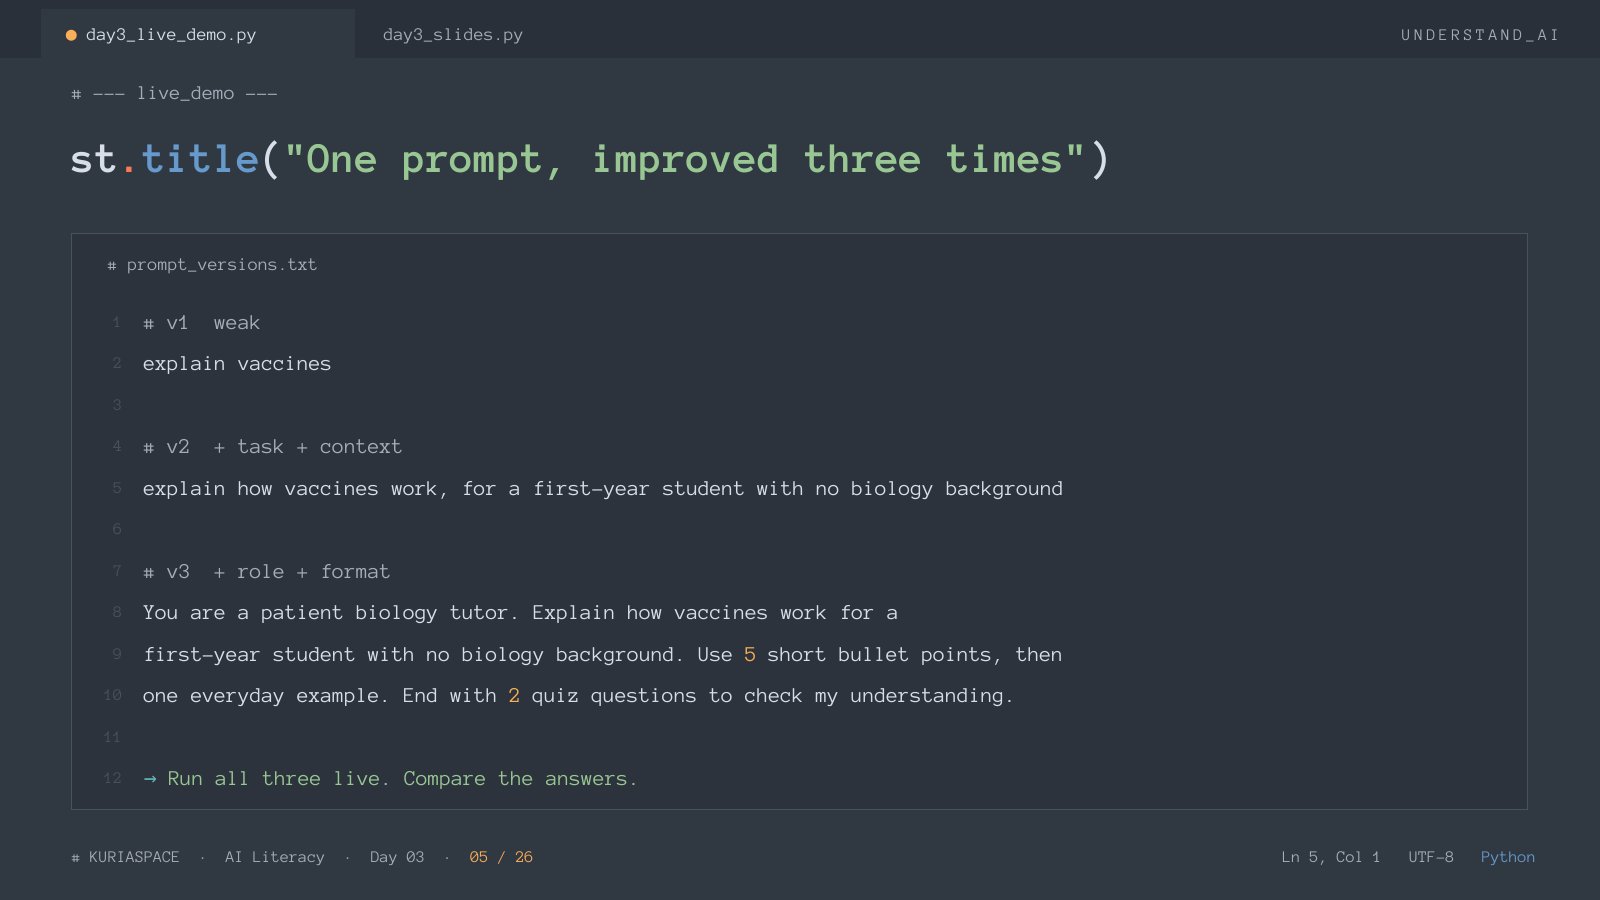 day3_live_demo.py
day3_slides.py
UNDERSTAND_AI
# --- live_demo ---
st.title("One prompt, improved three times")
# prompt_versions.txt
1 # v1  weak
2 explain vaccines
3
4 # v2  + task + context
5 explain how vaccines work, for a first-year student with no biology background
6
7 # v3  + role + format
8 You are a patient biology tutor. Explain how vaccines work for a
9 first-year student with no biology background. Use 5 short bullet points, then
10 one everyday example. End with 2 quiz questions to check my understanding.
11
12 → Run all three live. Compare the answers.
# KURIASPACE · AI Literacy · Day 03 · 05 / 26
Ln 5, Col 1 UTF-8 Python